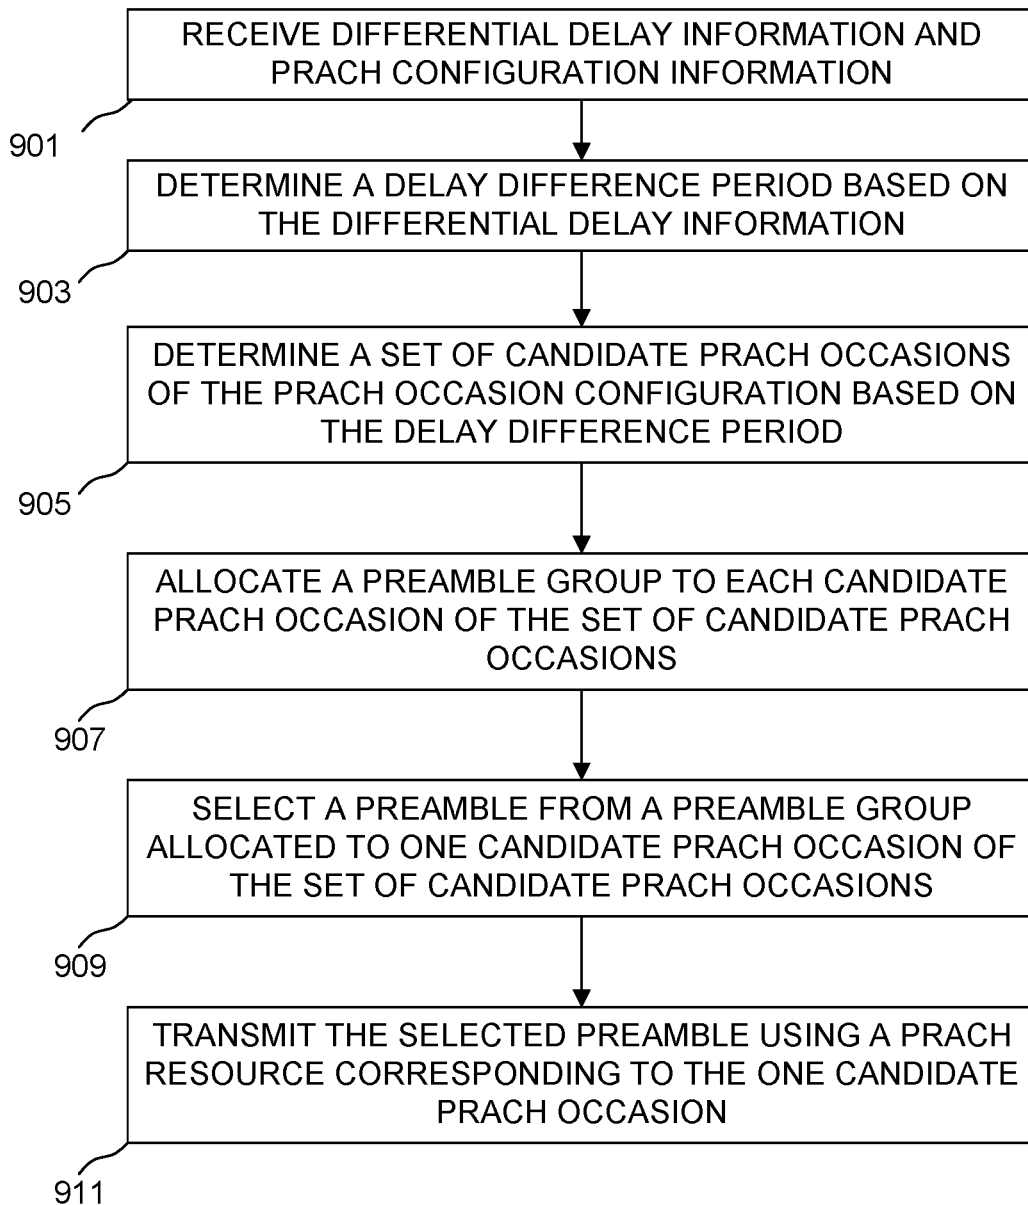 RECEIVE DIFFERENTIAL DELAY INFORMATION AND
PRACH CONFIGURATION INFORMATION
901
DETERMINE A DELAY DIFFERENCE PERIOD BASED ON
THE DIFFERENTIAL DELAY INFORMATION
903
DETERMINE A SET OF CANDIDATE PRACH OCCASIONS
OF THE PRACH OCCASION CONFIGURATION BASED ON
THE DELAY DIFFERENCE PERIOD
905
ALLOCATE A PREAMBLE GROUP TO EACH CANDIDATE
PRACH OCCASION OF THE SET OF CANDIDATE PRACH
OCCASIONS
907
SELECT A PREAMBLE FROM A PREAMBLE GROUP
ALLOCATED TO ONE CANDIDATE PRACH OCCASION OF
THE SET OF CANDIDATE PRACH OCCASIONS
909
TRANSMIT THE SELECTED PREAMBLE USING A PRACH
RESOURCE CORRESPONDING TO THE ONE CANDIDATE
PRACH OCCASION
911